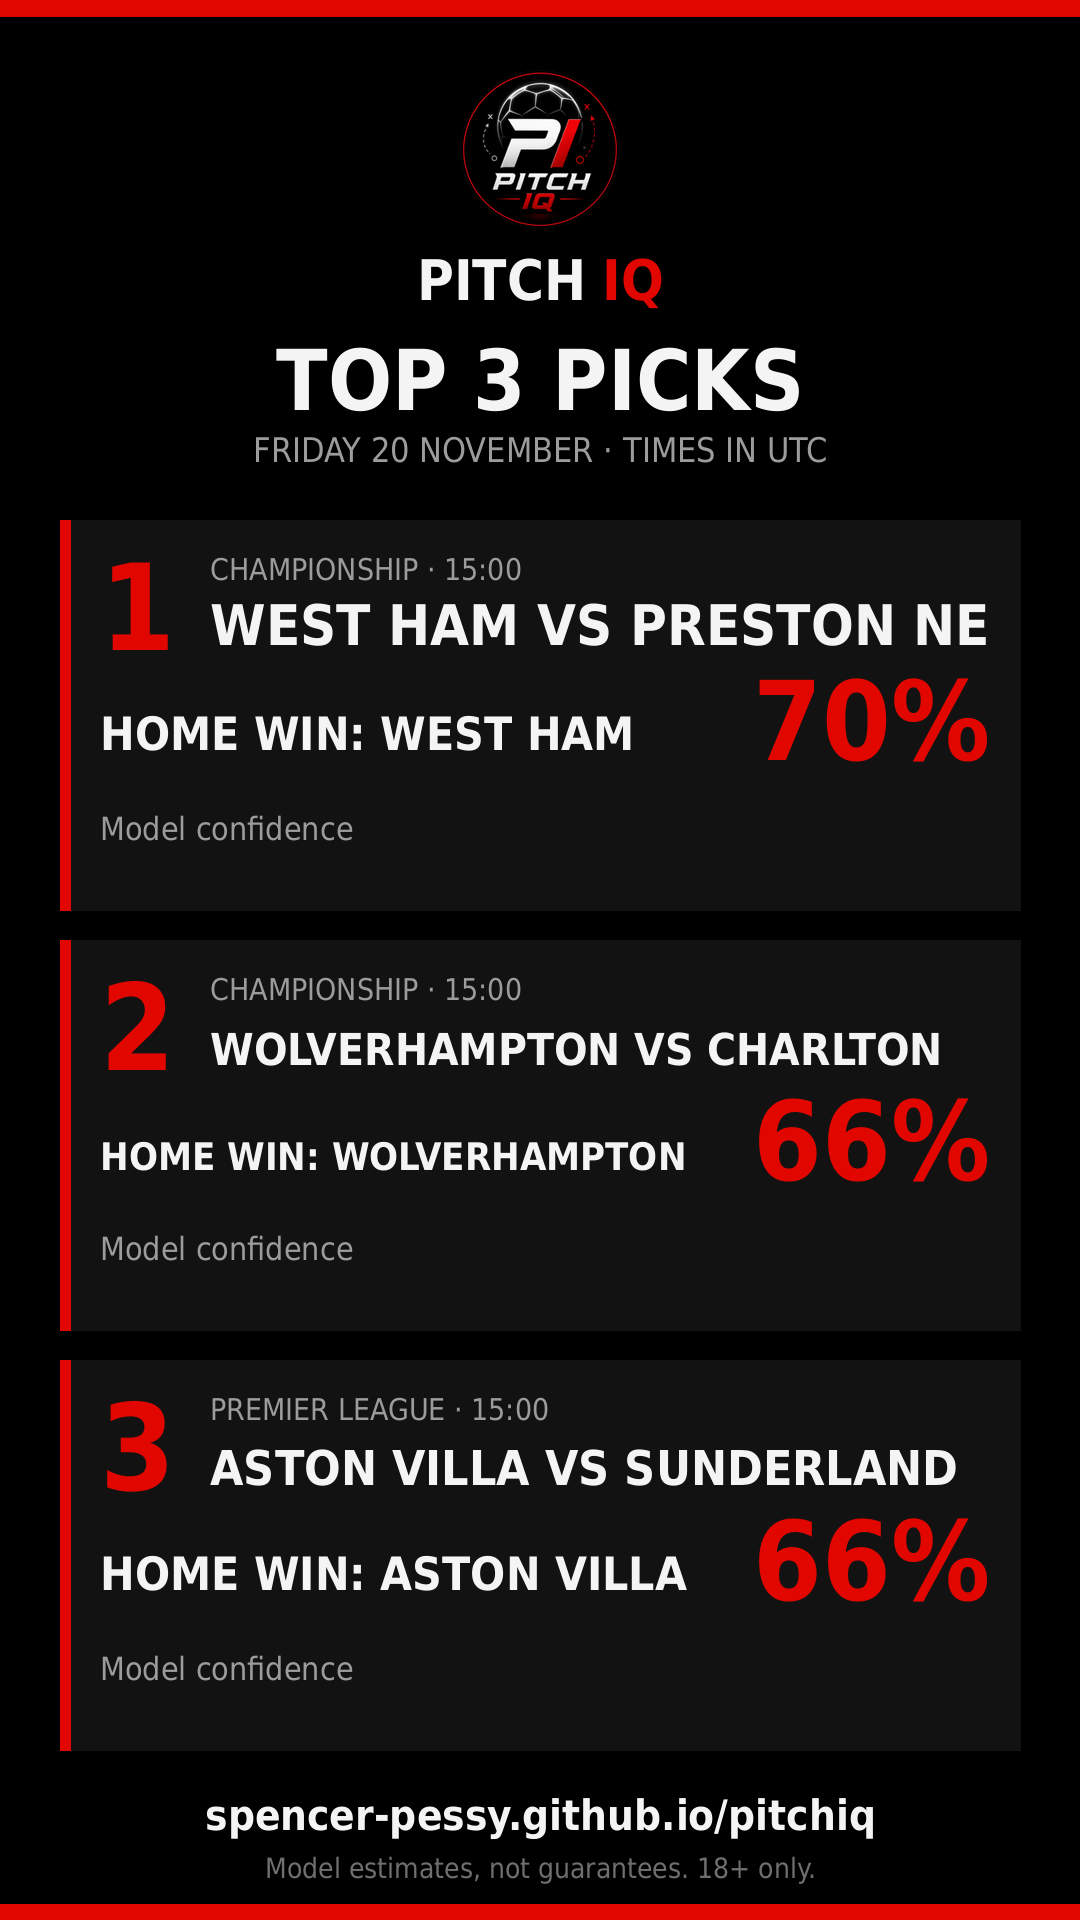 PI
PITCH
IQ
PITCH IQ
TOP 3 PICKS
FRIDAY 20 NOVEMBER · TIMES IN UTC
1
CHAMPIONSHIP · 15:00
WEST HAM VS PRESTON NE
HOME WIN: WEST HAM
70%
Model confidence
2
CHAMPIONSHIP · 15:00
WOLVERHAMPTON VS CHARLTON
HOME WIN: WOLVERHAMPTON
66%
Model confidence
3
PREMIER LEAGUE · 15:00
ASTON VILLA VS SUNDERLAND
HOME WIN: ASTON VILLA
66%
Model confidence
spencer-pessy.github.io/pitchiq
Model estimates, not guarantees. 18+ only.